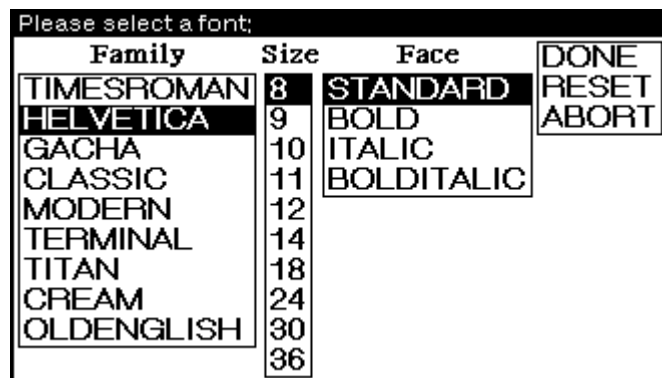 Please select a font;
Family Size Face
TIMESROMAN 8 STANDARD DONE
HELVETICA 9 BOLD RESET
GACHA 10 ITALIC ABORT
CLASSIC 11 BOLDITALIC
MODERN 12
TERMINAL 14
TITAN 18
CREAM 24
OLDENGLISH 30
36